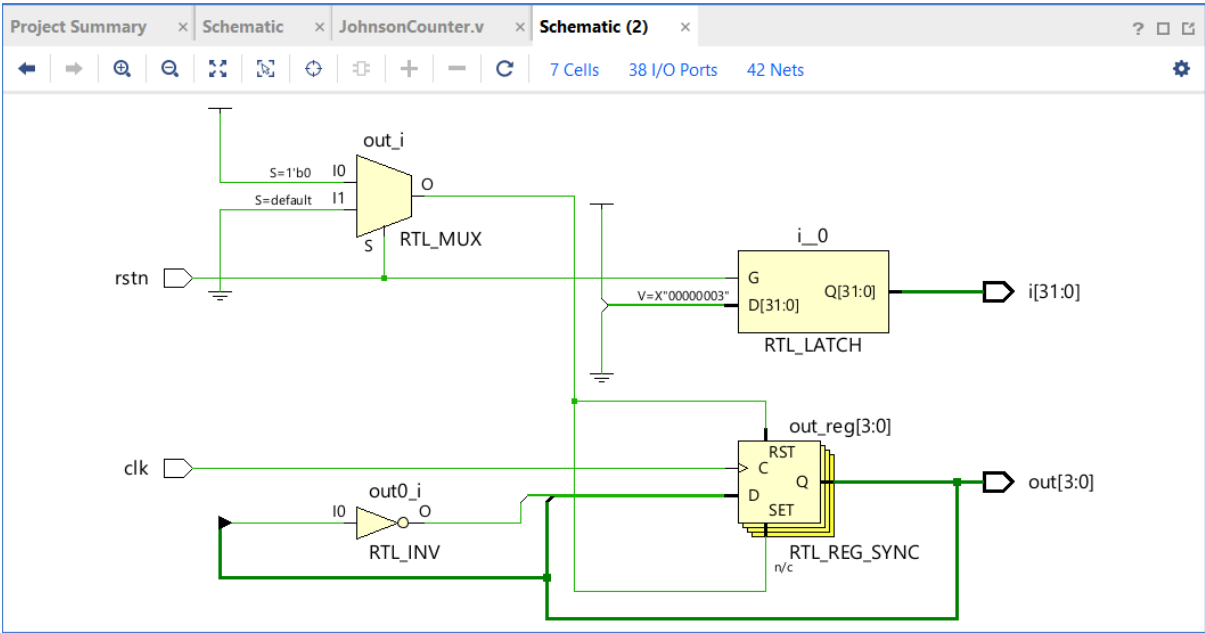 Project Summary × Schematic × JohnsonCounter.v × Schematic (2) × ?
7 Cells 38 I/O Ports 42 Nets
out_i
S=1'b0 I0
O
S=default I1
S RTL_MUX
rstn
i__0
G
V=X"00000003" D[31:0] Q[31:0] i[31:0]
RTL_LATCH
out_reg[3:0]
RST
clk C
Q out[3:0]
out0_i
D
I0 O SET
RTL_INV RTL_REG_SYNC
n/c